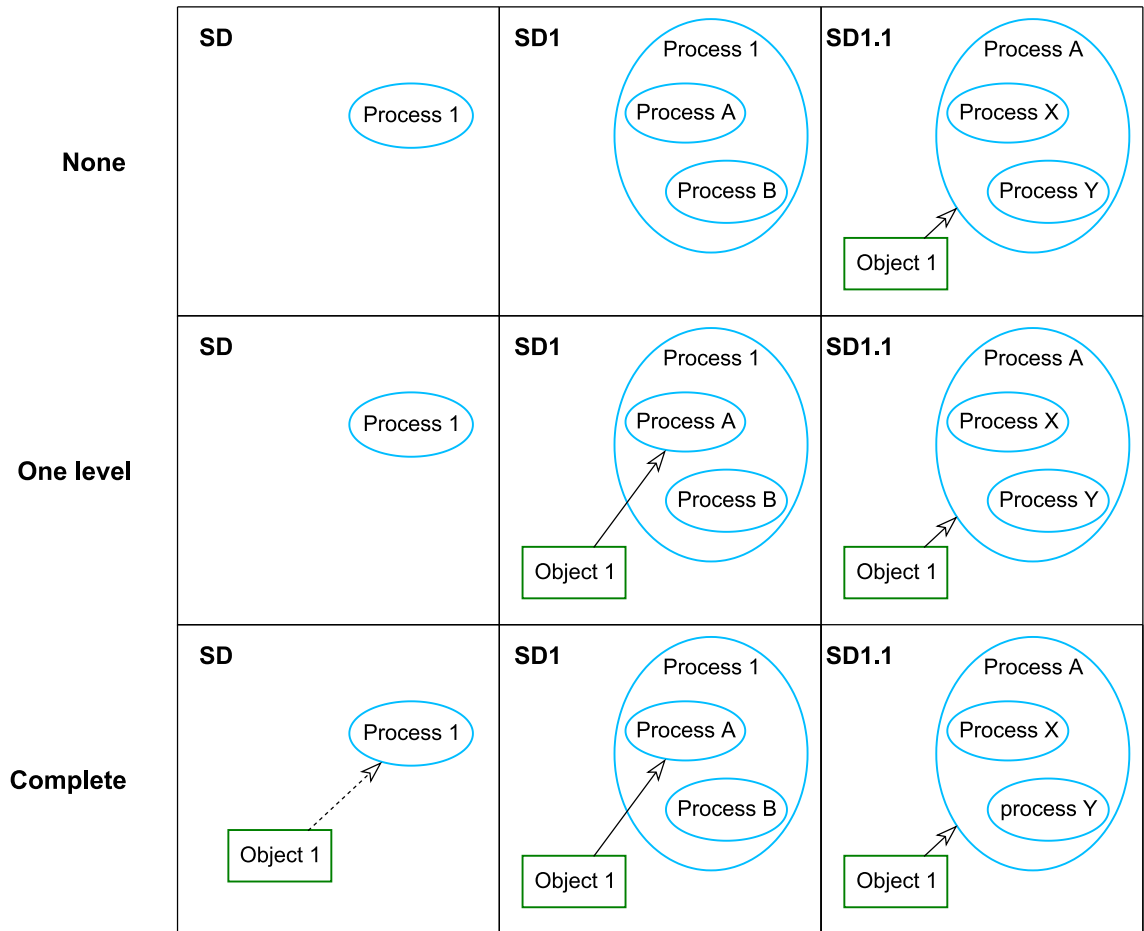 SD
SD1
SD1.1
Process 1
Process 1
Process A
Process A
Process X
None
Process B
Process Y
Object 1
SD
SD1
SD1.1
Process 1
Process A
Process 1
Process A
Process X
One level
Process B
Process Y
Object 1
Object 1
SD
SD1
SD1.1
Process 1
Process A
Process 1
Process A
Process X
Complete
Process B
process Y
Object 1
Object 1
Object 1